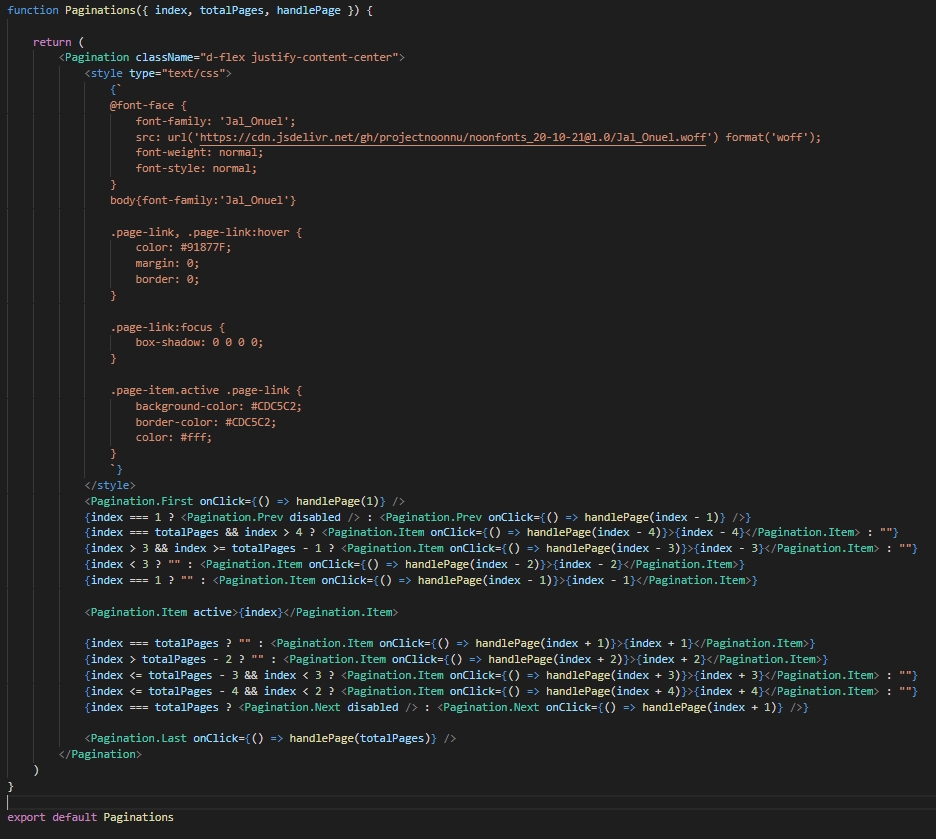 function Paginations({ index, totalPages, handlePage }) {
return (
<Pagination className="d-flex justify-content-center">
<style type="text/css">
{`
@font-face {
font-family: 'Jal_Onuel';
src: url('https://cdn.jsdelivr.net/gh/projectnoonnu/noonfonts_20-10-21@1.0/Jal_Onuel.woff') format('woff');
font-weight: normal;
font-style: normal;
}
body{font-family:'Jal_Onuel'}
.page-link, .page-link:hover {
color: #91877F;
margin: 0;
border: 0;
}
.page-link:focus {
box-shadow: 0 0 0 0;
}
.page-item.active .page-link {
background-color: #CDC5C2;
border-color: #CDC5C2;
color: #fff;
}
`}
</style>
<Pagination.First onClick={() => handlePage(1)} />
{index === 1 ? <Pagination.Prev disabled /> : <Pagination.Prev onClick={() => handlePage(index - 1)} />}
{index === totalPages && index > 4 ? <Pagination.Item onClick={() => handlePage(index - 4)}>{index - 4}</Pagination.Item> : ""}
{index > 3 && index >= totalPages - 1 ? <Pagination.Item onClick={() => handlePage(index - 3)}>{index - 3}</Pagination.Item> : ""}
{index < 3 ? "" : <Pagination.Item onClick={() => handlePage(index - 2)}>{index - 2}</Pagination.Item>}
{index === 1 ? "" : <Pagination.Item onClick={() => handlePage(index - 1)}>{index - 1}</Pagination.Item>}
<Pagination.Item active>{index}</Pagination.Item>
{index === totalPages ? "" : <Pagination.Item onClick={() => handlePage(index + 1)}>{index + 1}</Pagination.Item>}
{index > totalPages - 2 ? "" : <Pagination.Item onClick={() => handlePage(index + 2)}>{index + 2}</Pagination.Item>}
{index <= totalPages - 3 && index < 3 ? <Pagination.Item onClick={() => handlePage(index + 3)}>{index + 3}</Pagination.Item> : ""}
{index <= totalPages - 4 && index < 2 ? <Pagination.Item onClick={() => handlePage(index + 4)}>{index + 4}</Pagination.Item> : ""}
{index === totalPages ? <Pagination.Next disabled /> : <Pagination.Next onClick={() => handlePage(index + 1)} />}
<Pagination.Last onClick={() => handlePage(totalPages)} />
</Pagination>
)
}
export default Paginations